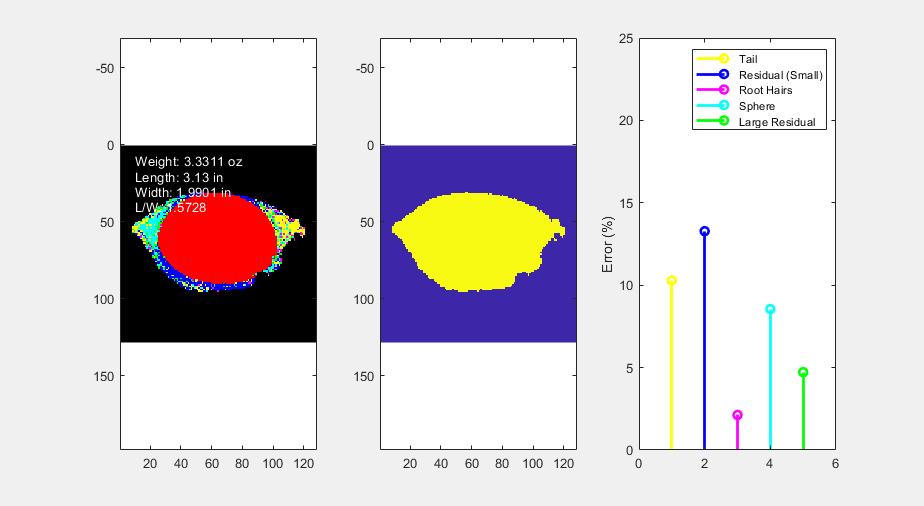 -50
0
50
100
150
20 40 60 80 100 120
Weight: 3.3311 oz
Length: 3.13 in
Width: 1.9901 in
L/W: 1.5728
-50
0
50
100
150
20 40 60 80 100 120
Error (%)
25
20
15
10
5
0
0 2 4 6
Tail
Residual (Small)
Root Hairs
Sphere
Large Residual